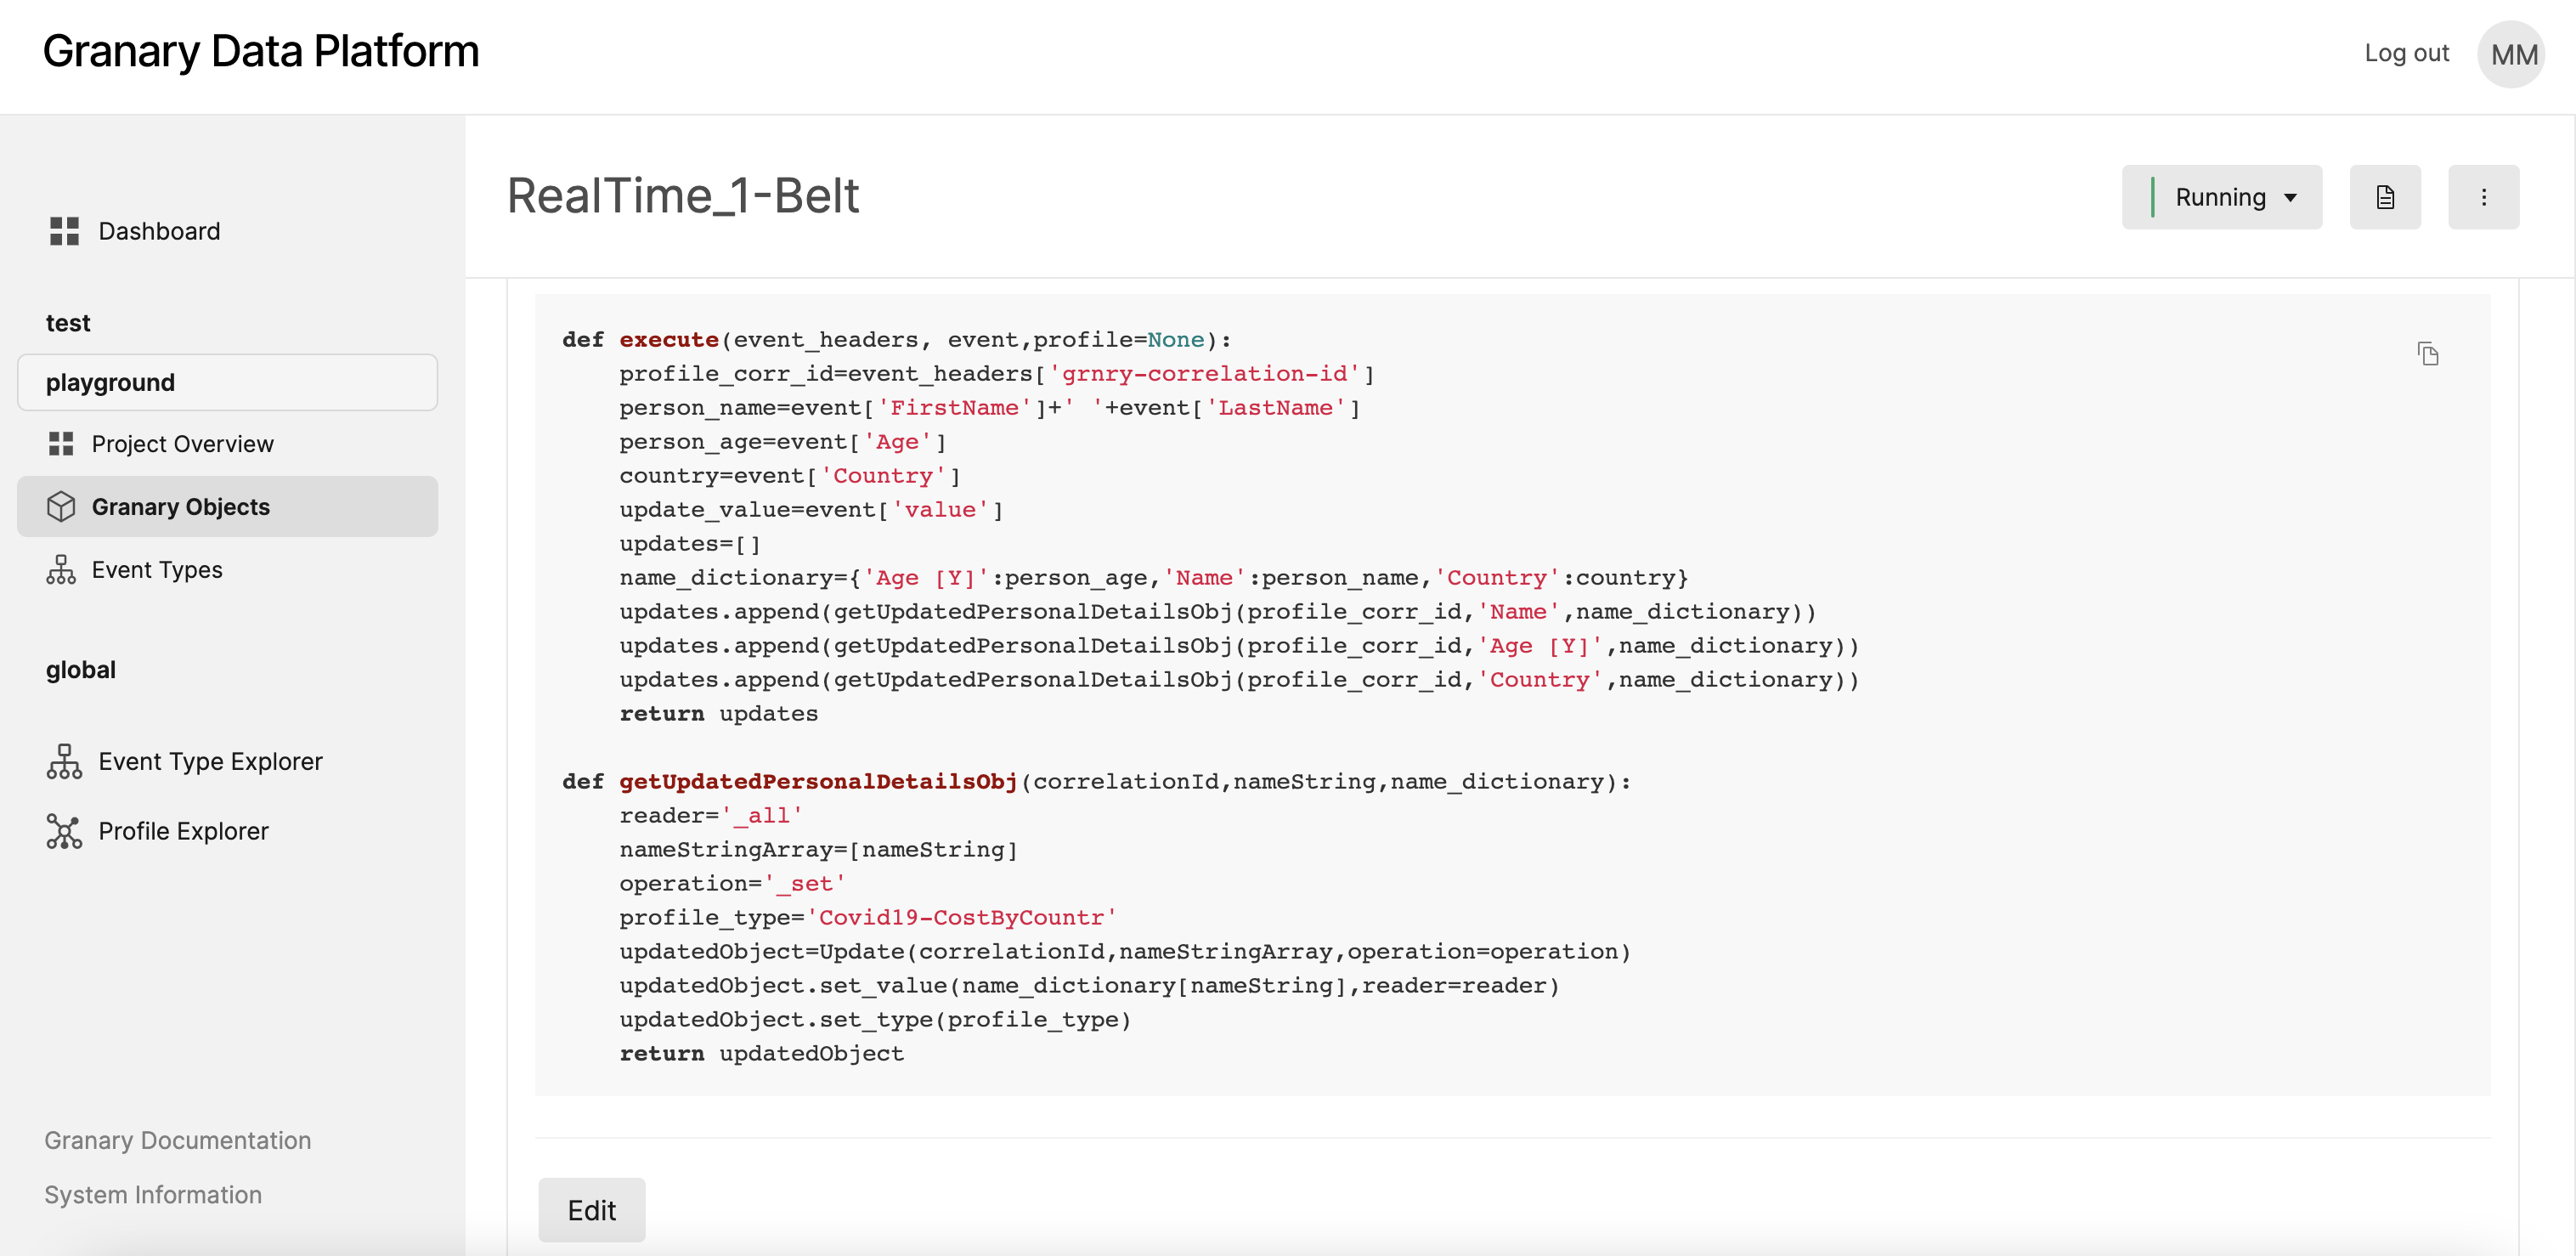 Granary Data Platform
Log out
MM
Dashboard
test
playground
Project Overview
Granary Objects
Event Types
global
Event Type Explorer
Profile Explorer
Granary Documentation
System Information
RealTime_1-Belt
Running
def execute(event_headers, event,profile=None):
    profile_corr_id=event_headers['grnry-correlation-id']
    person_name=event['FirstName']+' '+event['LastName']
    person_age=event['Age']
    country=event['Country']
    update_value=event['value']
    updates=[]
    name_dictionary={'Age [Y]':person_age,'Name':person_name,'Country':country}
    updates.append(getUpdatedPersonalDetailsObj(profile_corr_id,'Name',name_dictionary))
    updates.append(getUpdatedPersonalDetailsObj(profile_corr_id,'Age [Y]',name_dictionary))
    updates.append(getUpdatedPersonalDetailsObj(profile_corr_id,'Country',name_dictionary))
    return updates
def getUpdatedPersonalDetailsObj(correlationId,nameString,name_dictionary):
    reader='_all'
    nameStringArray=[nameString]
    operation='_set'
    profile_type='Covid19-CostByCountr'
    updatedObject=Update(correlationId,nameStringArray,operation=operation)
    updatedObject.set_value(name_dictionary[nameString],reader=reader)
    updatedObject.set_type(profile_type)
    return updatedObject
Edit